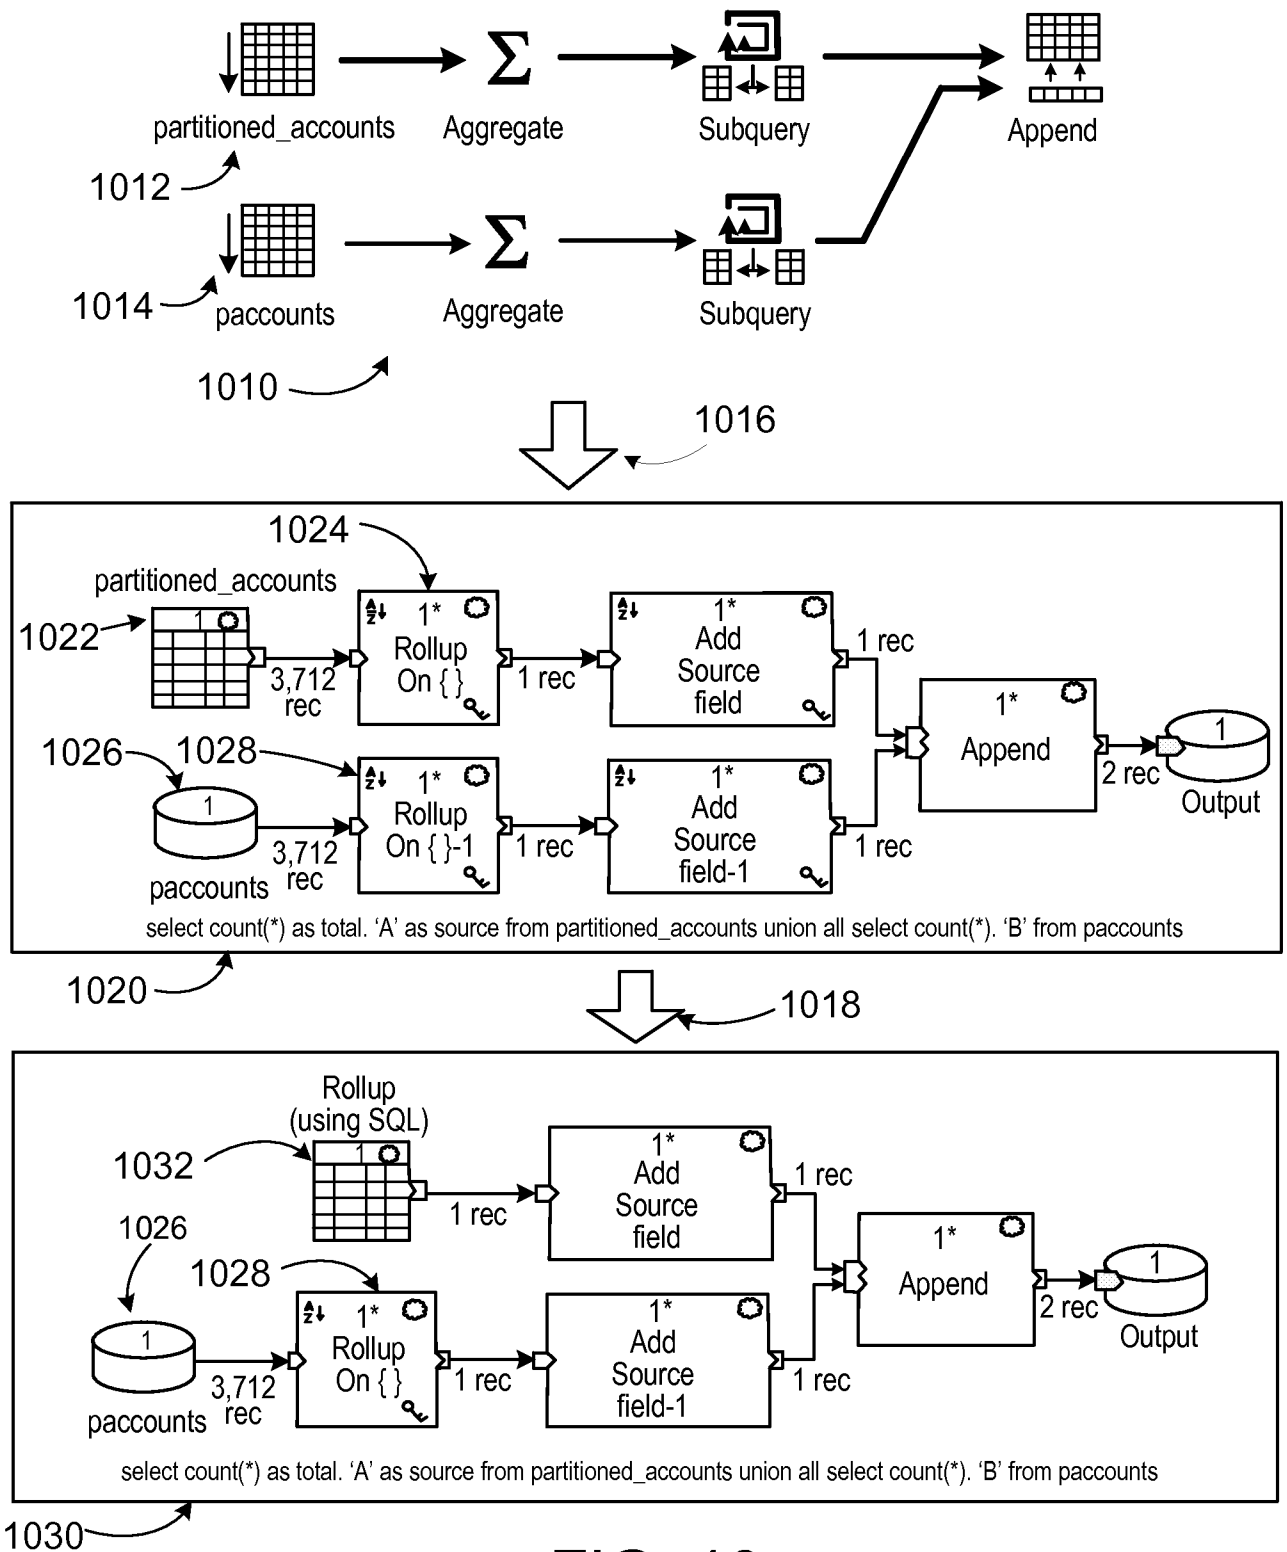 partitioned_accounts
Aggregate
Subquery
Append
1012
1014
paccounts
Aggregate
Subquery
1010
1016
1024
partitioned_accounts
1022
1
3,712
rec
1*
Rollup
On { }
1 rec
1*
Add
Source
field
1 rec
1026
1028
1
paccounts
3,712
rec
1*
Rollup
On { }-1
1 rec
1*
Add
Source
field-1
1 rec
1*
Append
2 rec
1
Output
select count(*) as total. ‘A’ as source from partitioned_accounts union all select count(*). ‘B’ from paccounts
1020
1018
Rollup
(using SQL)
1032
1
1 rec
1*
Add
Source
field
1 rec
1026
1028
1
paccounts
3,712
rec
1*
Rollup
On { }
1 rec
1*
Add
Source
field-1
1 rec
1*
Append
2 rec
1
Output
select count(*) as total. ‘A’ as source from partitioned_accounts union all select count(*). ‘B’ from paccounts
1030